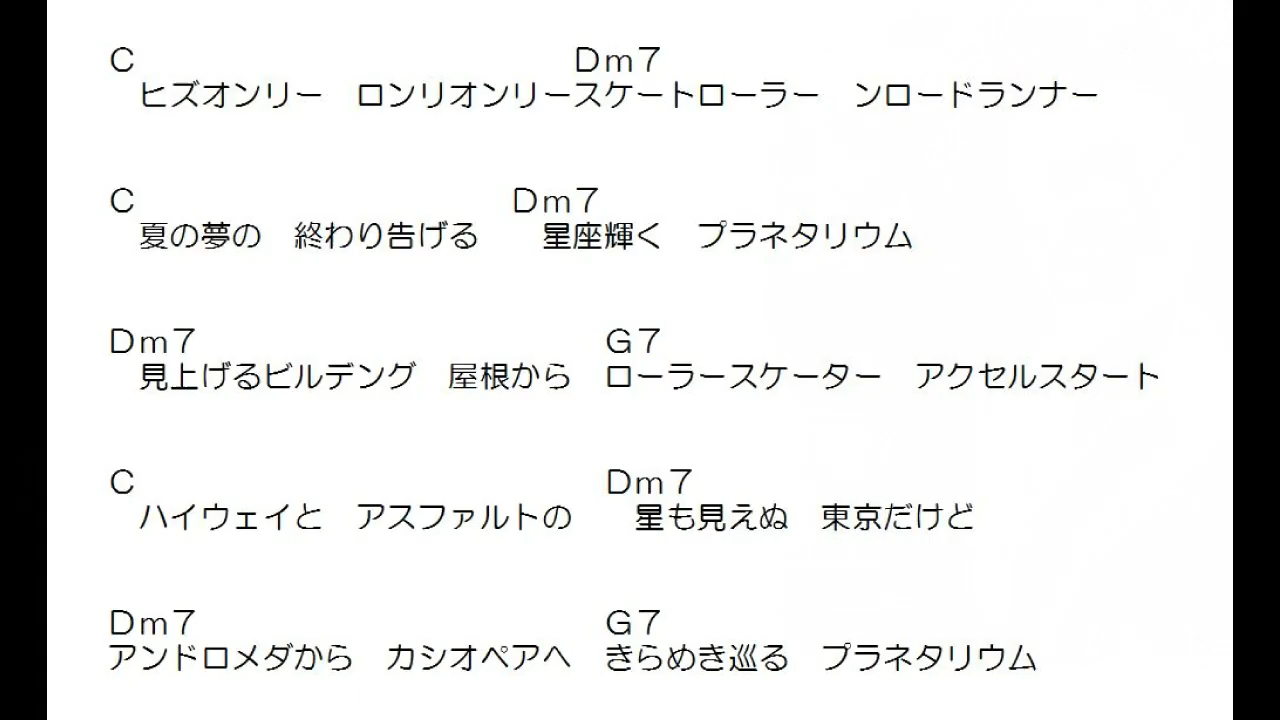 C Dm7
ヒズオンリー ロンリオンリースケートローラー ンロードランナー
C Dm7
夏の夢の 終わり告げる 星座輝く プラネタリウム
Dm7 G7
見上げるビルデング 屋根から ローラースケーター アクセルスタート
C Dm7
ハイウェイと アスファルトの 星も見えぬ 東京だけど
Dm7 G7
アンドロメダから カシオペアへ きらめき巡る プラネタリウム